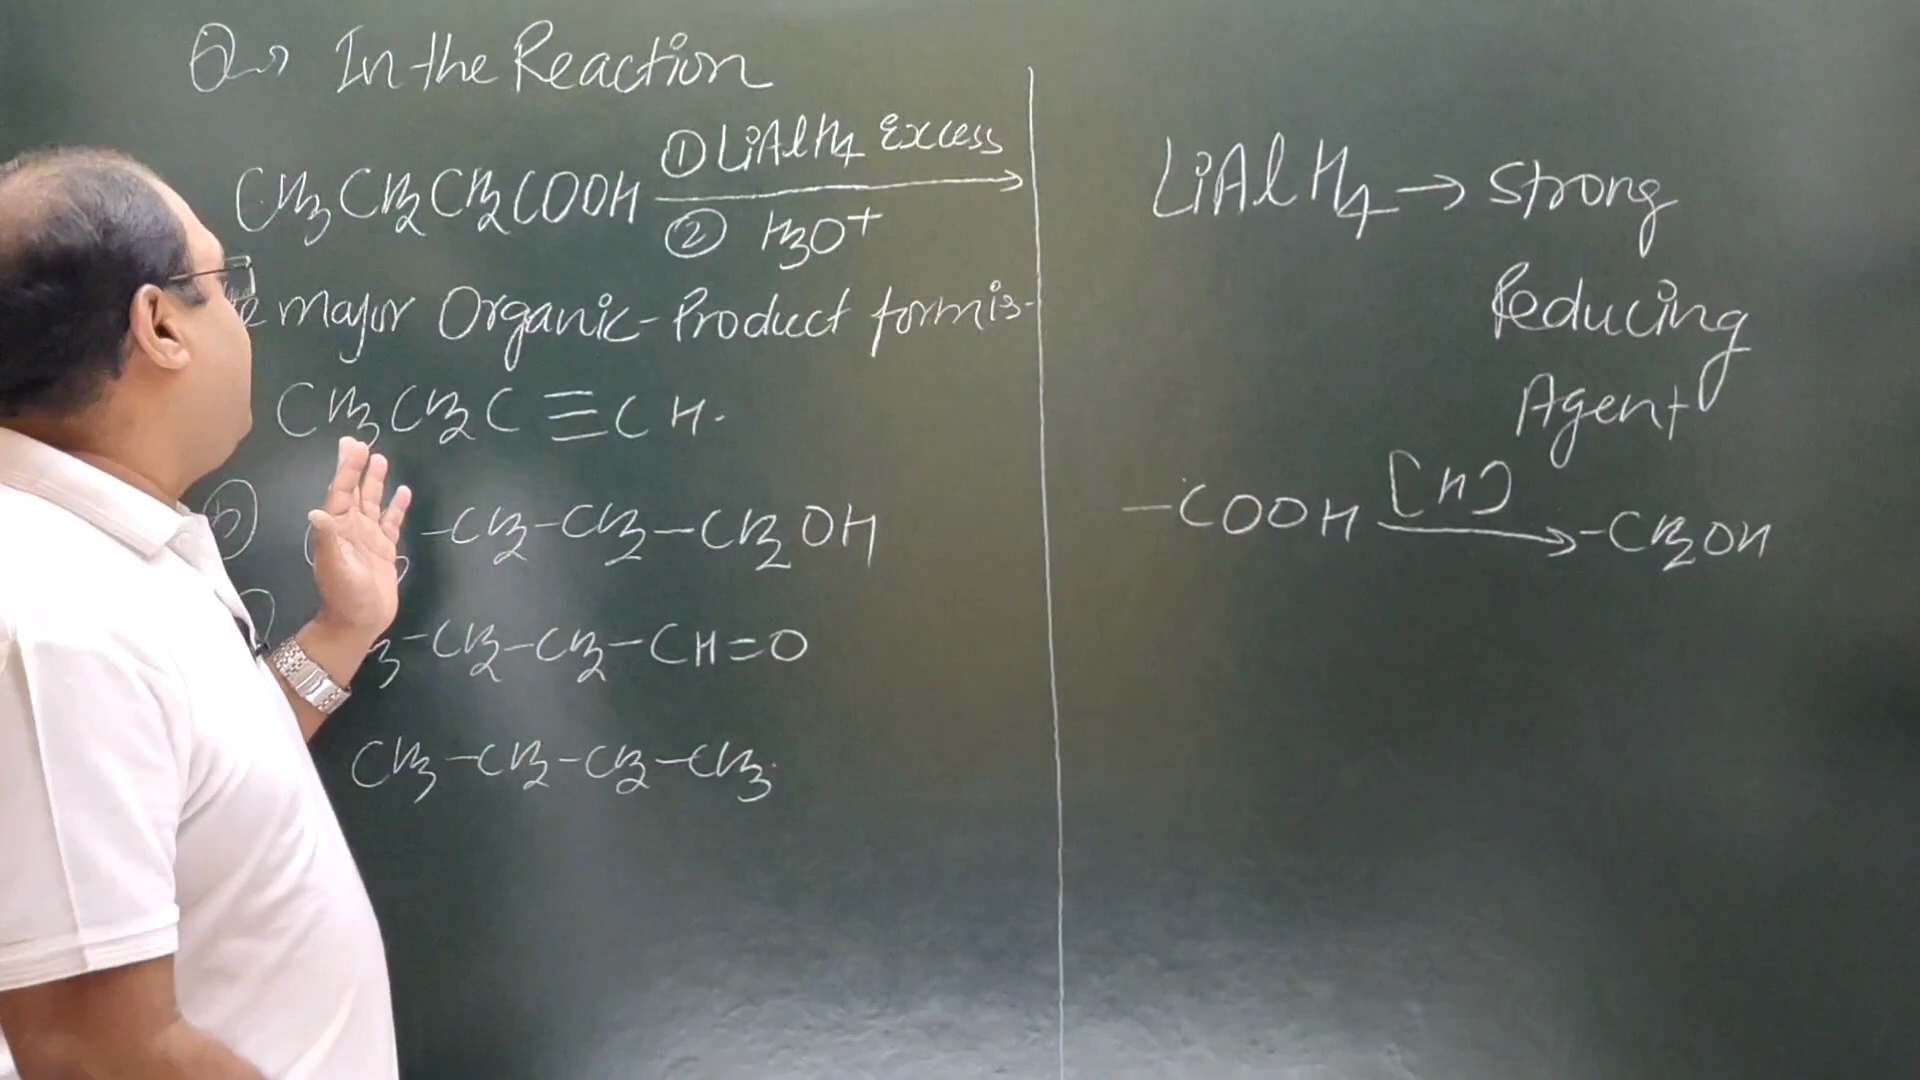 Q→ In the Reaction
CH3CH2CH2COOH ① LiAlH4 Excess
② H3O+
major Organic-Product form is-
CH3CH2C≡CH.
(b) -CH2-CH2-CH2OH
3-CH2-CH2-CH=O
CH3-CH2-CH2-CH3.
LiAlH4→ Strong
Reducing
Agent
-COOH [H] → -CH2OH